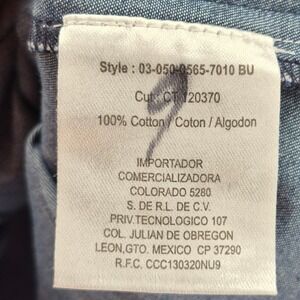 Style : 03-050-0565-7010 BU
Cut : CT 120370
100% Cotton / Coton / Algodon
IMPORTADOR
COMERCIALIZADORA
COLORADO 5280
S. DE R.L. DE C.V.
PRIV.TECNOLOGICO 107
COL. JULIAN DE OBREGON
LEON,GTO. MEXICO CP 37290
R.F.C. CCC130320NU9